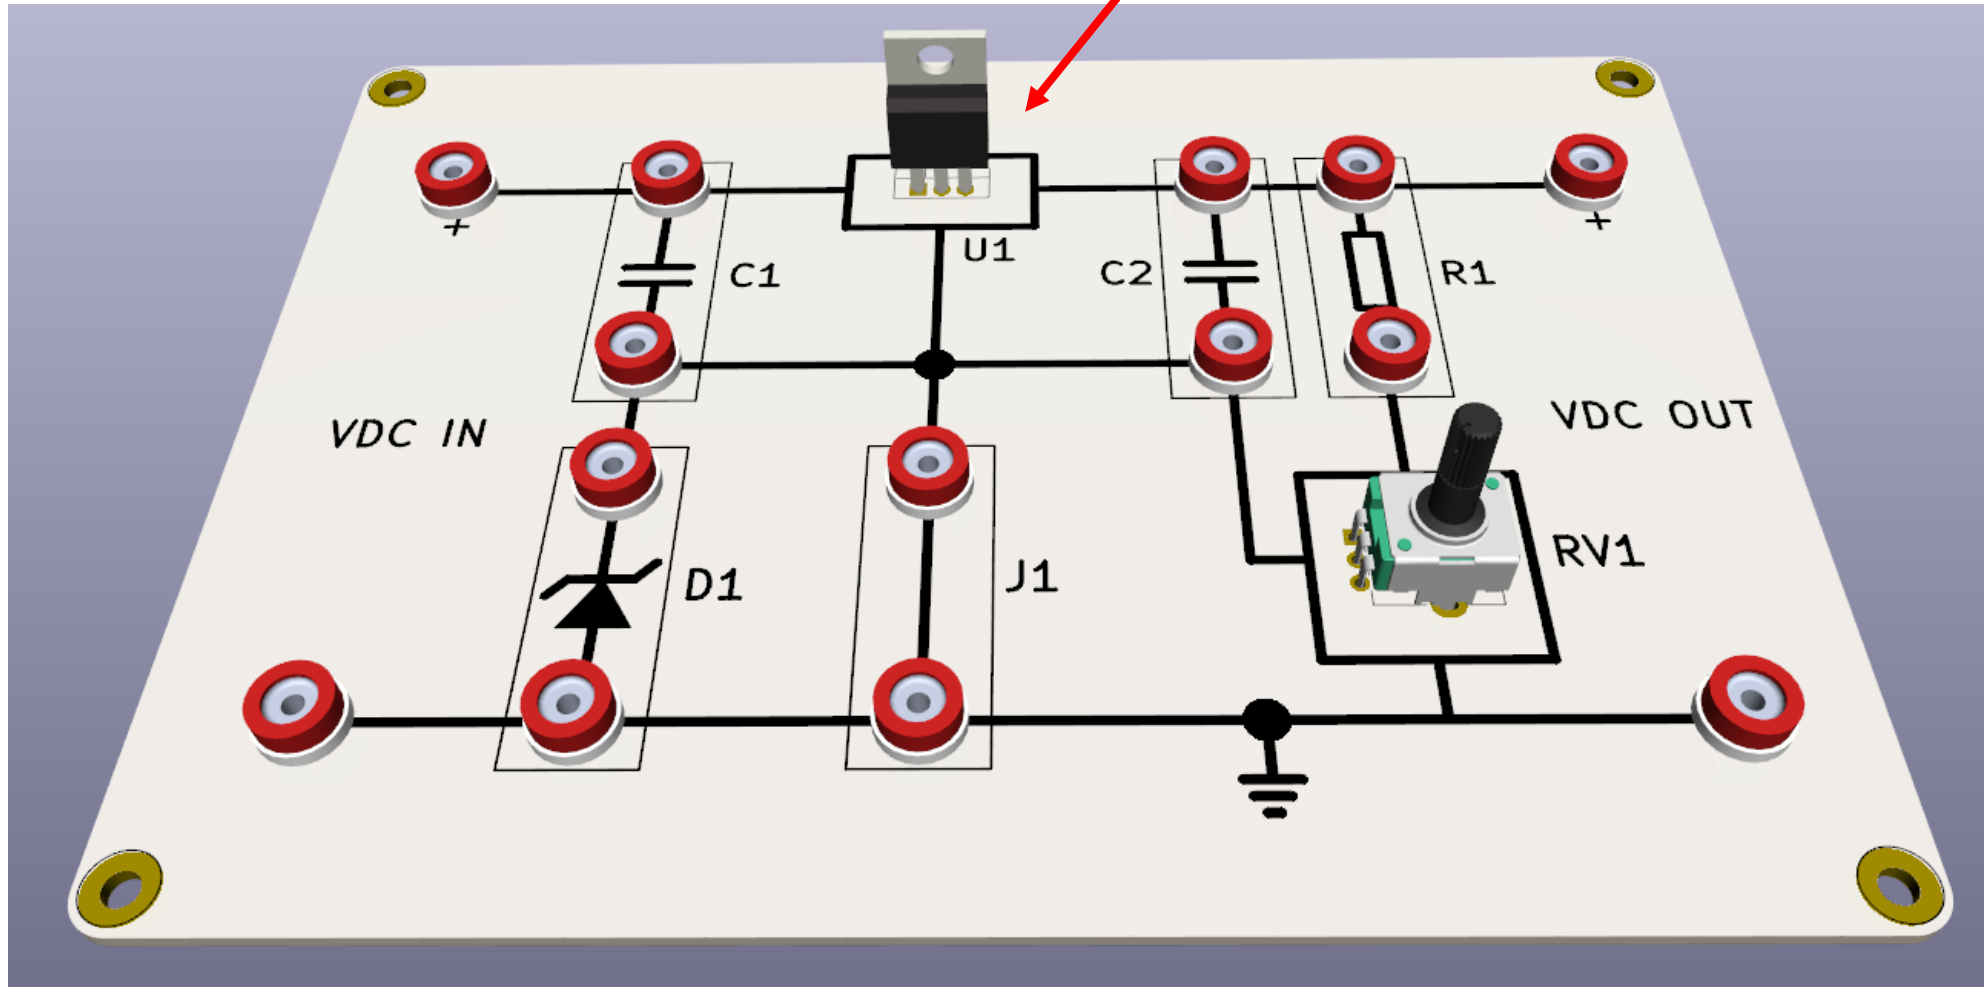 +
+
U1
C1
C2
R1
VDC IN
VDC OUT
D1
J1
RV1